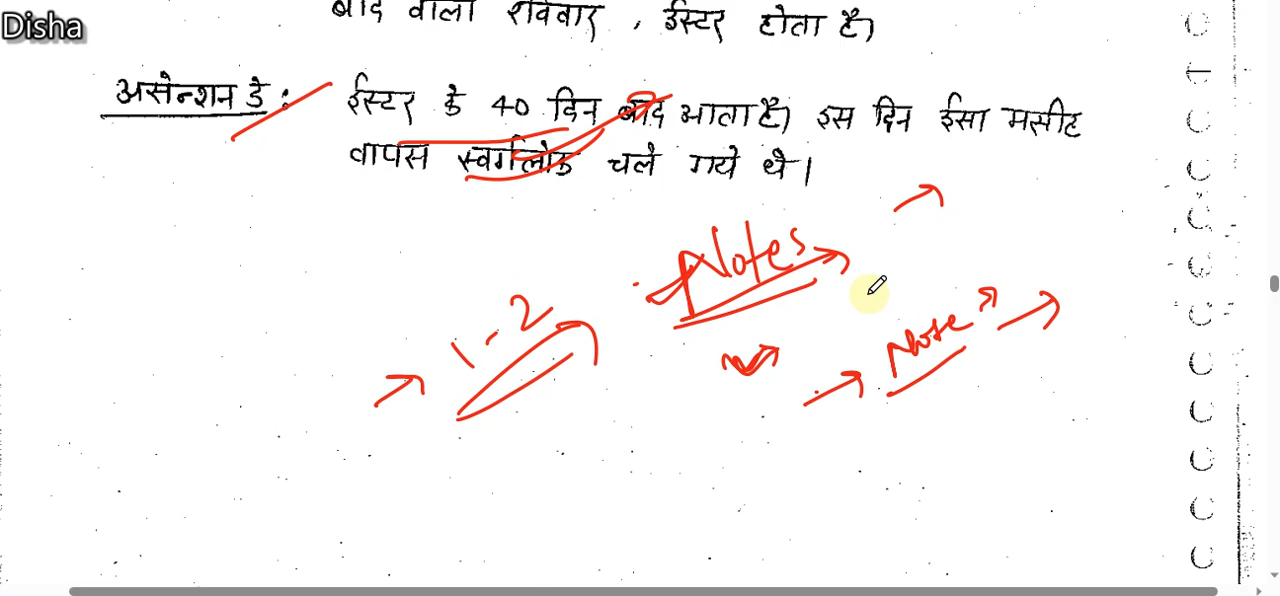 Disha
बाद वाला रविवार, ईस्टर होता है।
असेन्शन डे : ईस्टर के 40 दिन बाद आता है। इस दिन ईसा मसीह
वापस स्वर्गलोक चले गये थे।
Notes
1-2
Note